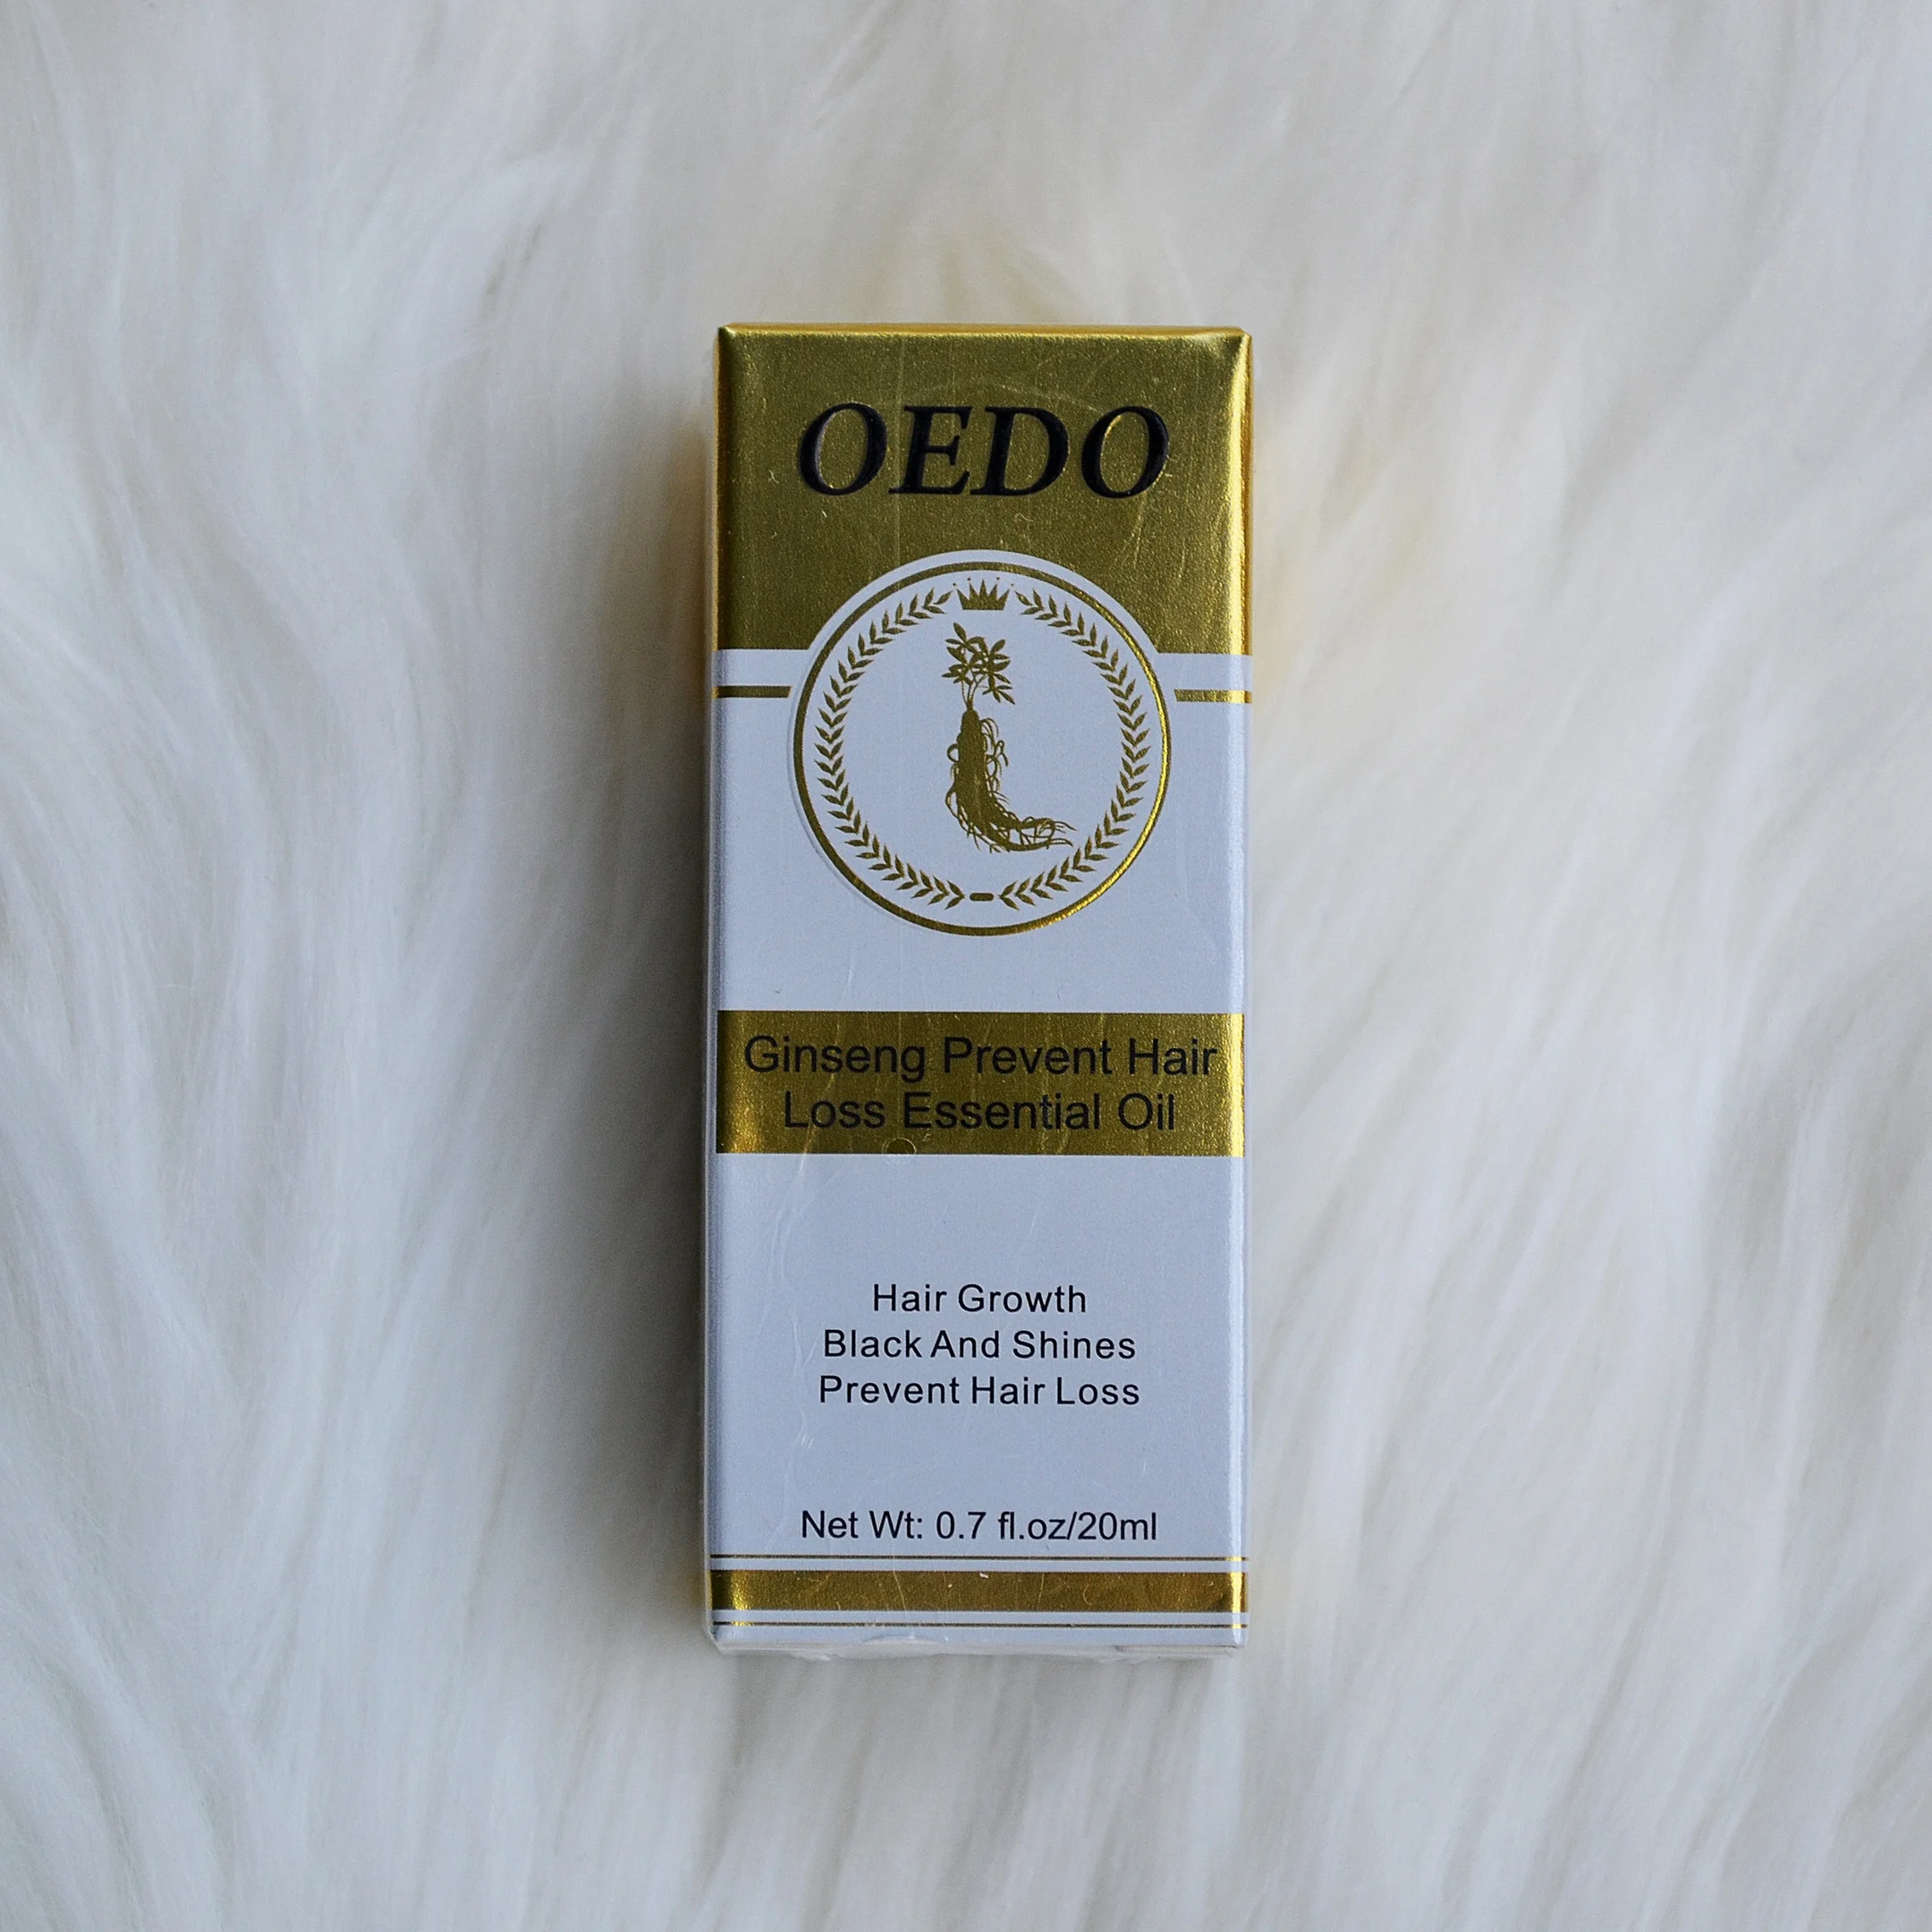 OEDO
Ginseng Prevent Hair
Loss Essential Oil
Hair Growth
Black And Shines
Prevent Hair Loss
Net Wt: 0.7 fl.oz/20ml